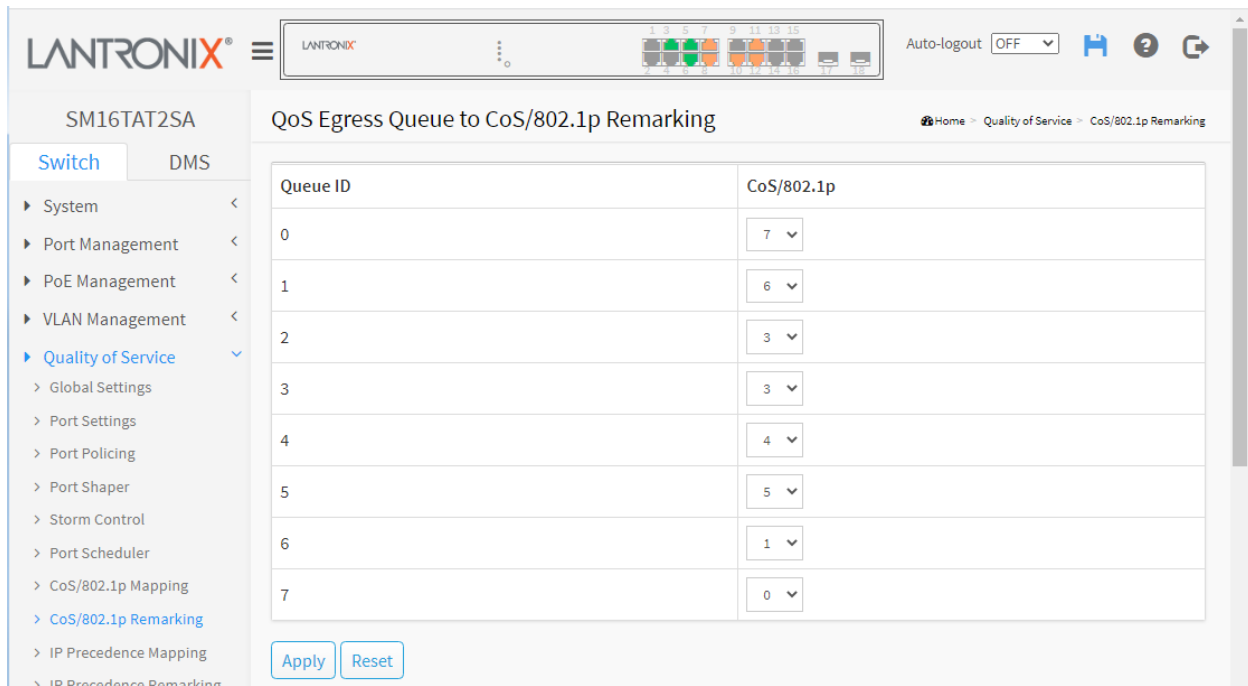 LANTRONIX®
LANTRONIX
1 3 5 7 9 11 13 15
2 4 6 8 10 12 14 16 17 18
Auto-logout OFF
SM16TAT2SA
Switch DMS
System
Port Management
PoE Management
VLAN Management
Quality of Service
Global Settings
Port Settings
Port Policing
Port Shaper
Storm Control
Port Scheduler
CoS/802.1p Mapping
CoS/802.1p Remarking
IP Precedence Mapping
IP Precedence Remarking
QoS Egress Queue to CoS/802.1p Remarking
Home > Quality of Service > CoS/802.1p Remarking
Queue ID CoS/802.1p
0 7
1 6
2 3
3 3
4 4
5 5
6 1
7 0
Apply Reset